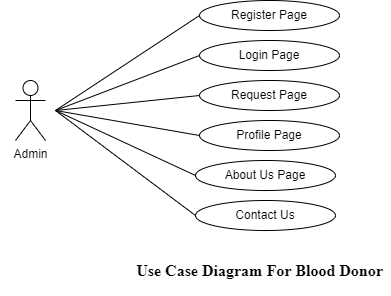 Register Page
Login Page
Request Page
Profile Page
About Us Page
Contact Us
Admin
Use Case Diagram For Blood Donor